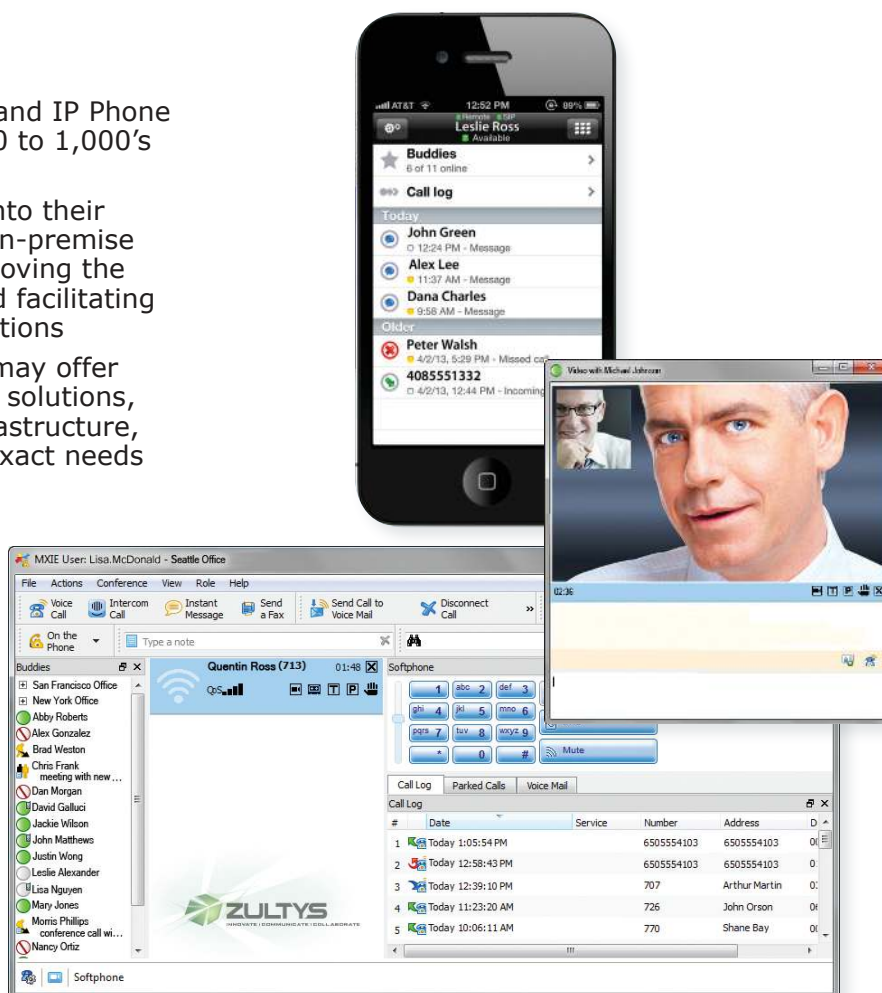 and IP Phone
0 to 1,000's
nto their
n-premise
oving the
d facilitating
tions
may offer
solutions,
astructure,
xact needs
AT&T 12:52 PM 89%
Remote SIP
Leslie Ross
Available
Buddies
6 of 11 online
Call log
Today
John Green
12:24 PM - Message
Alex Lee
11:37 AM - Message
Dana Charles
9:58 AM - Message
Older
Peter Walsh
4/2/13, 5:29 PM - Missed ca
4085551332
4/2/13, 12:44 PM - Incoming
Video with Michael Johnson
02:36
T P
MXIE User: Lisa.McDonald - Seattle Office
File Actions Conference View Role Help
Voice Call
Intercom Call
Instant Message
Send a Fax
Send Call to Voice Mail
Disconnect Call
»
On the Phone
Type a note
Buddies
San Francisco Office
New York Office
Abby Roberts
Alex Gonzalez
Brad Weston
Chris Frank
meeting with new ...
Dan Morgan
David Galluci
Jackie Wilson
John Matthews
Justin Wong
Leslie Alexander
Lisa Nguyen
Mary Jones
Morris Phillips
conference call wi...
Nancy Ortiz
Quentin Ross (713) 01:48
QoS
T P
ZULTYS
INNOVATE | COMMUNICATE | COLLABORATE
Softphone
1 abc 2 def 3
ghi 4 jkl 5 mno 6
pqrs 7 tuv 8 wxyz 9
* 0 #
Mute
Call Log Parked Calls Voice Mail
Call Log
# Date Service Number Address D
1 Today 1:05:54 PM 6505554103 6505554103
2 Today 12:58:43 PM 6505554103 6505554103
3 Today 12:39:10 PM 707 Arthur Martin
4 Today 11:23:20 AM 726 John Orson
5 Today 10:06:11 AM 770 Shane Bay
Softphone